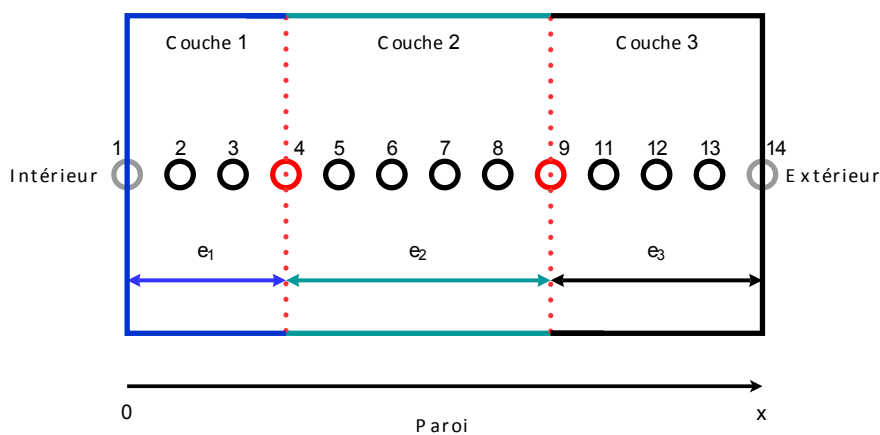 Couche 1
Couche 2
Couche 3
1 2 3 4 5 6 7 8 9 11 12 13 14
Intérieur
Extérieur
e₁
e₂
e₃
0
x
Paroi